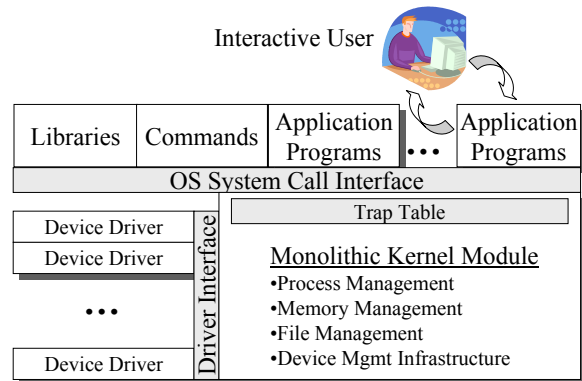 Interactive User
Libraries
Commands
Application
Programs
•••
Application
Programs
OS System Call Interface
Trap Table
Device Driver
Device Driver
•••
Device Driver
Driver Interface
Monolithic Kernel Module
•Process Management
•Memory Management
•File Management
•Device Mgmt Infrastructure